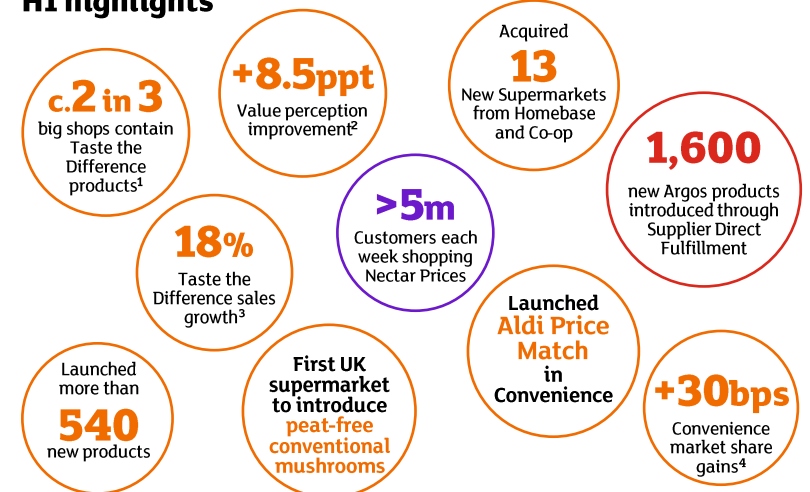 H1 highlights
c.2 in 3
big shops contain
Taste the
Difference
products¹
+8.5ppt
Value perception
improvement²
Acquired
13
New Supermarkets
from Homebase
and Co-op
1,600
new Argos products
introduced through
Supplier Direct
Fulfillment
18%
Taste the
Difference sales
growth³
>5m
Customers each
week shopping
Nectar Prices
Launched
Aldi Price
Match
in
Convenience
Launched
more than
540
new products
First UK
supermarket
to introduce
peat-free
conventional
mushrooms
+30bps
Convenience
market share
gains⁴